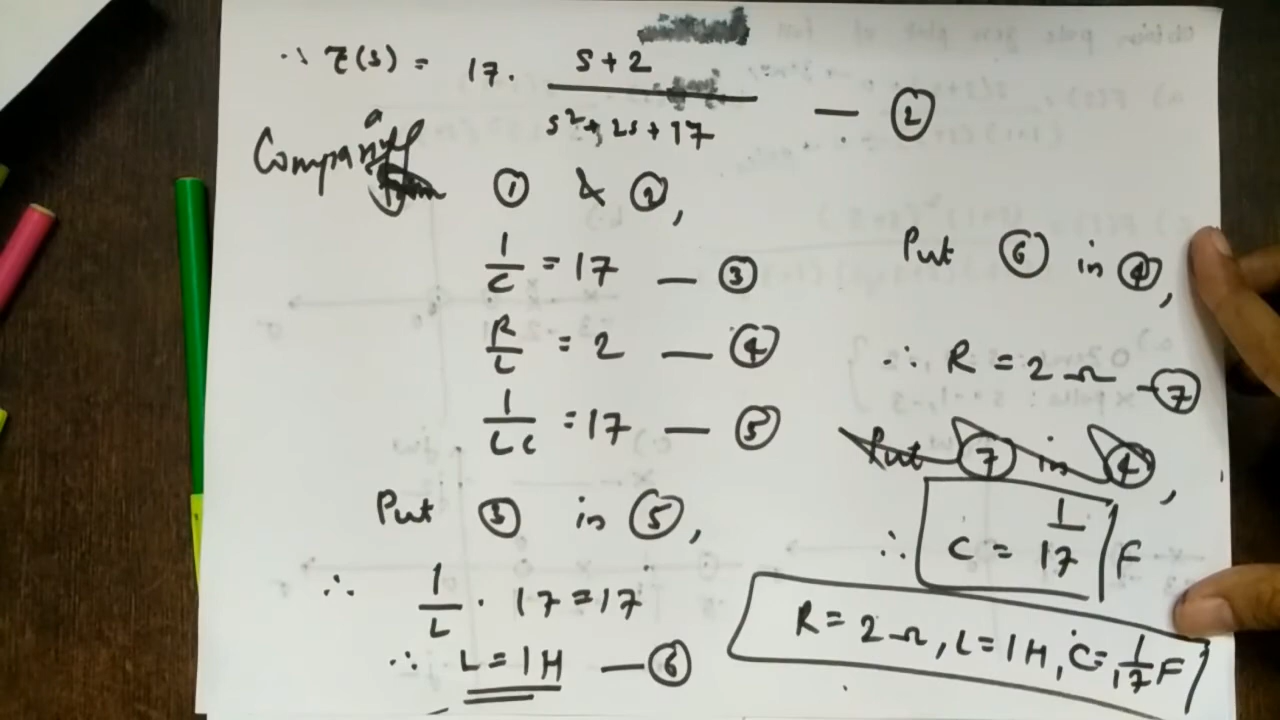 ∴ Z(s) = 17. (s+2)/(s²+2s+17) — ②
Comparing ① & ②,
1/C = 17 — ③
R/L = 2 — ④
1/LC = 17 — ⑤
Put ③ in ⑤,
∴ 1/L . 17 = 17
∴ L = 1H — ⑥
Put ⑥ in ④,
∴ R = 2Ω — ⑦
Put ⑦ in ④,
∴ C = 1/17 F
R = 2Ω, L = 1H, C = 1/17 F